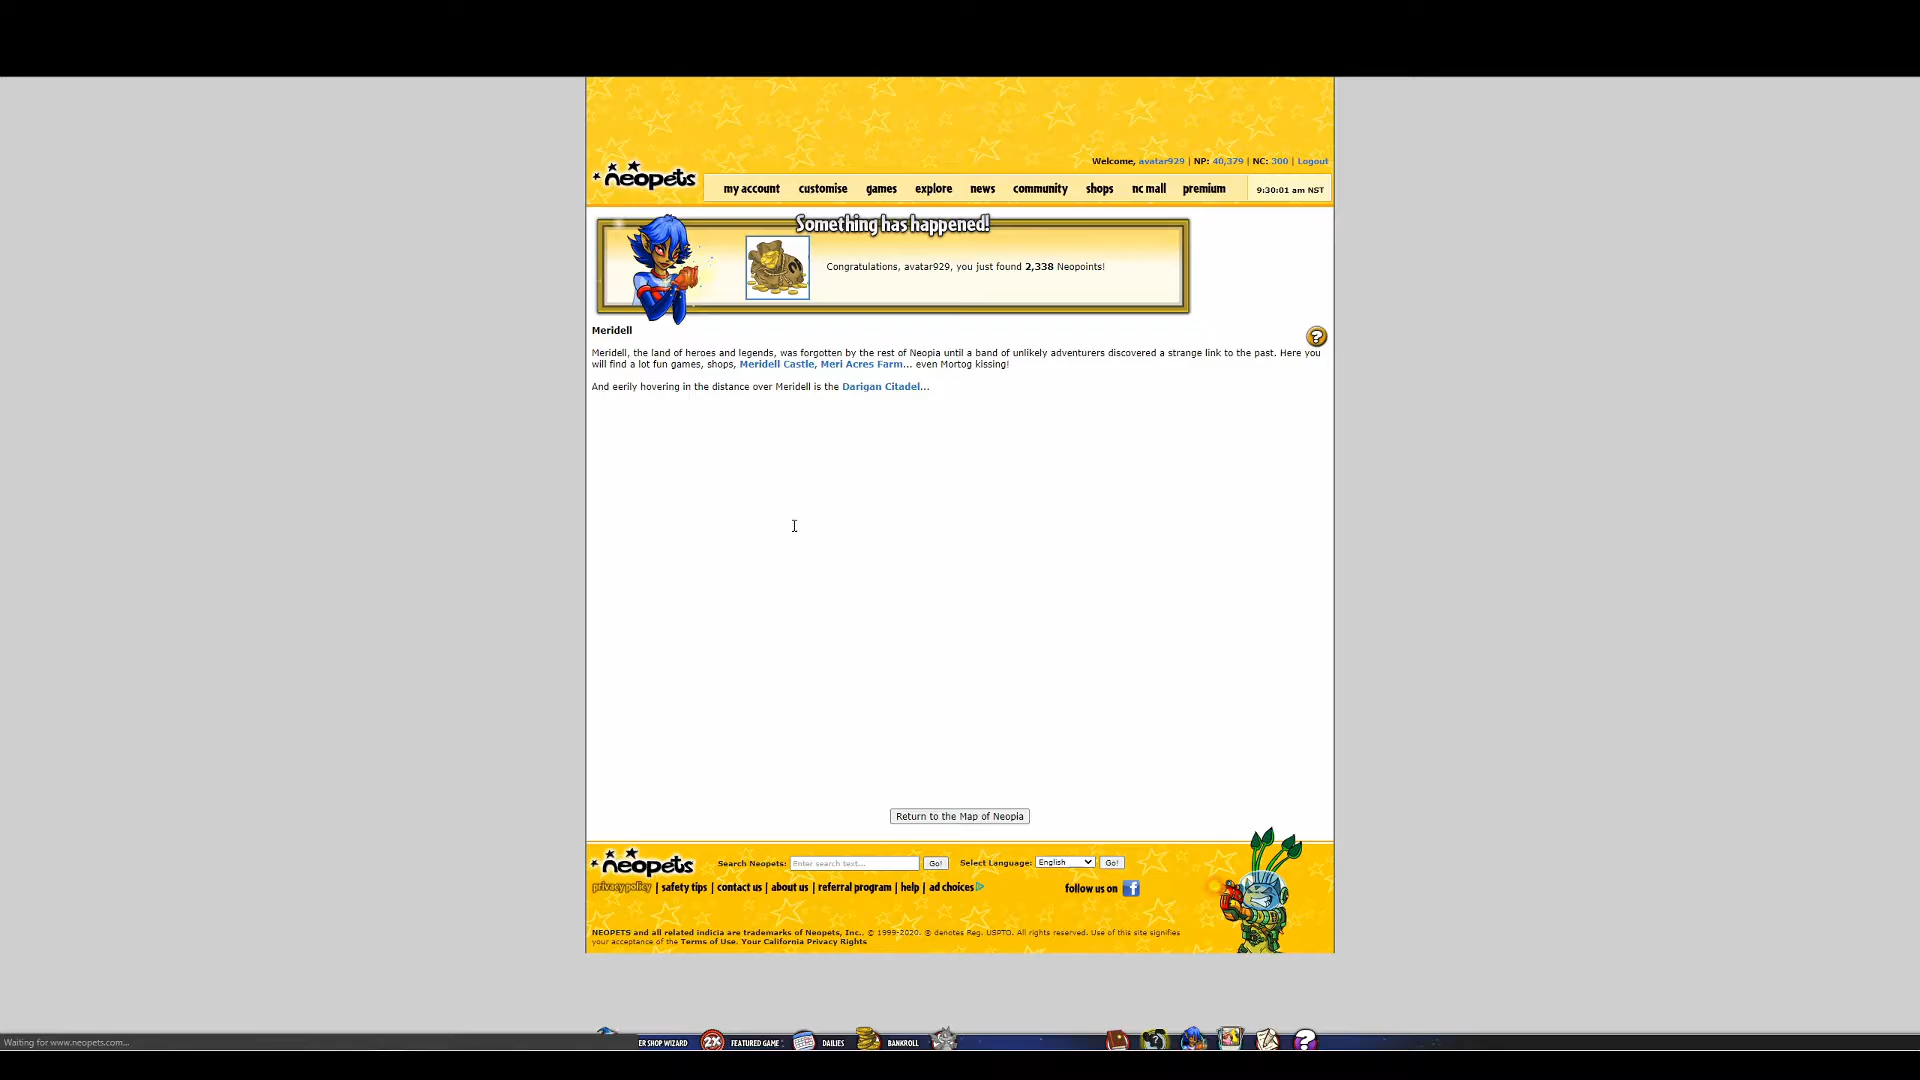 Welcome, avatar929 | NP: 40,379 | NC: 300 | Logout
neopets
my account customise games explore news community shops nc mall premium 9:30:01 am NST
Something has happened!
Congratulations, avatar929, you just found 2,338 Neopoints!
Meridell
Meridell, the land of heroes and legends, was forgotten by the rest of Neopia until a band of unlikely adventurers discovered a strange link to the past. Here you
will find a lot fun games, shops, Meridell Castle, Meri Acres Farm... even Mortog kissing!
And eerily hovering in the distance over Meridell is the Darigan Citadel...
Return to the Map of Neopia
neopets
Search Neopets: Enter search text... Go! Select Language: English Go!
privacy policy | safety tips | contact us | about us | referral program | help | ad choices
follow us on f
NEOPETS and all related indicia are trademarks of Neopets, Inc., © 1999-2020. ® denotes Reg. USPTO. All rights reserved. Use of this site signifies
your acceptance of the Terms of Use. Your California Privacy Rights
Waiting for www.neopets.com...
ER SHOP WIZARD 2X FEATURED GAME DAILIES BANKROLL